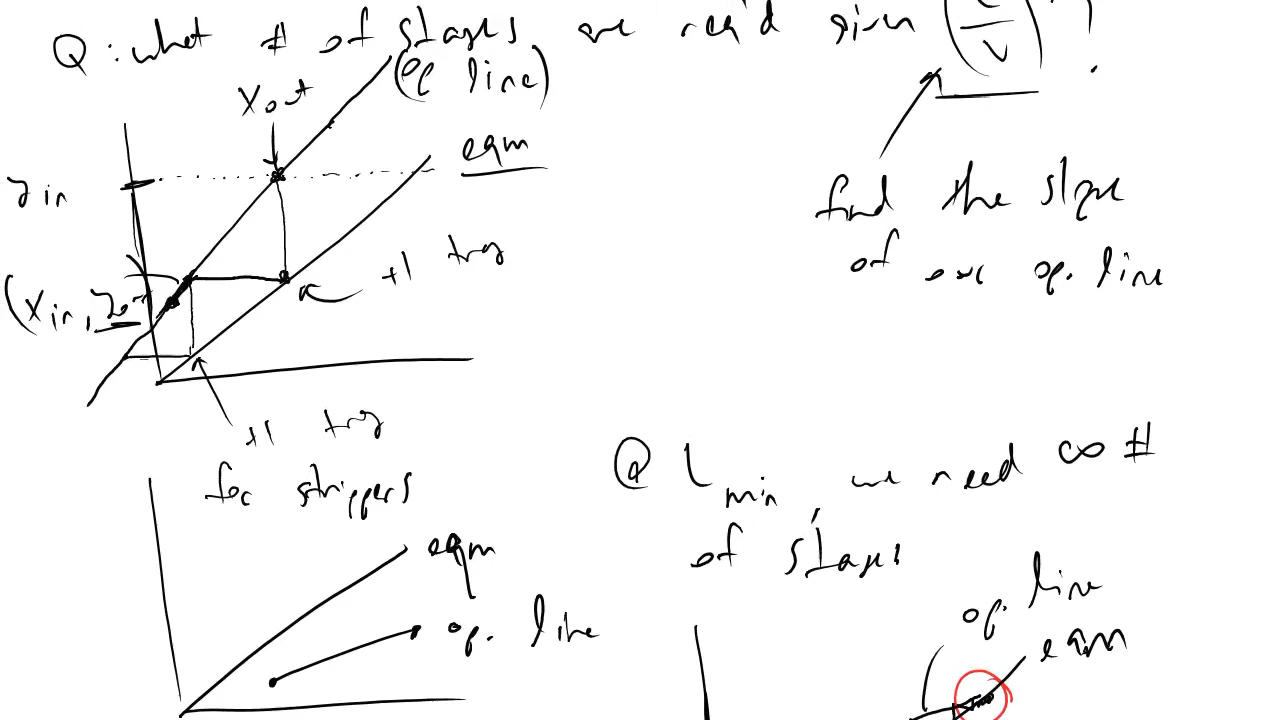 Q: what # of stages are req'd given (L/V)?
(op line)
Xout
eqm
yin
find the slope
of our op. line
+1 tray
(Xin, yout)
+1 tray
for strippers
@ Lmin we need ∞ #
of stages
eqm
op. line
op. line
eqm